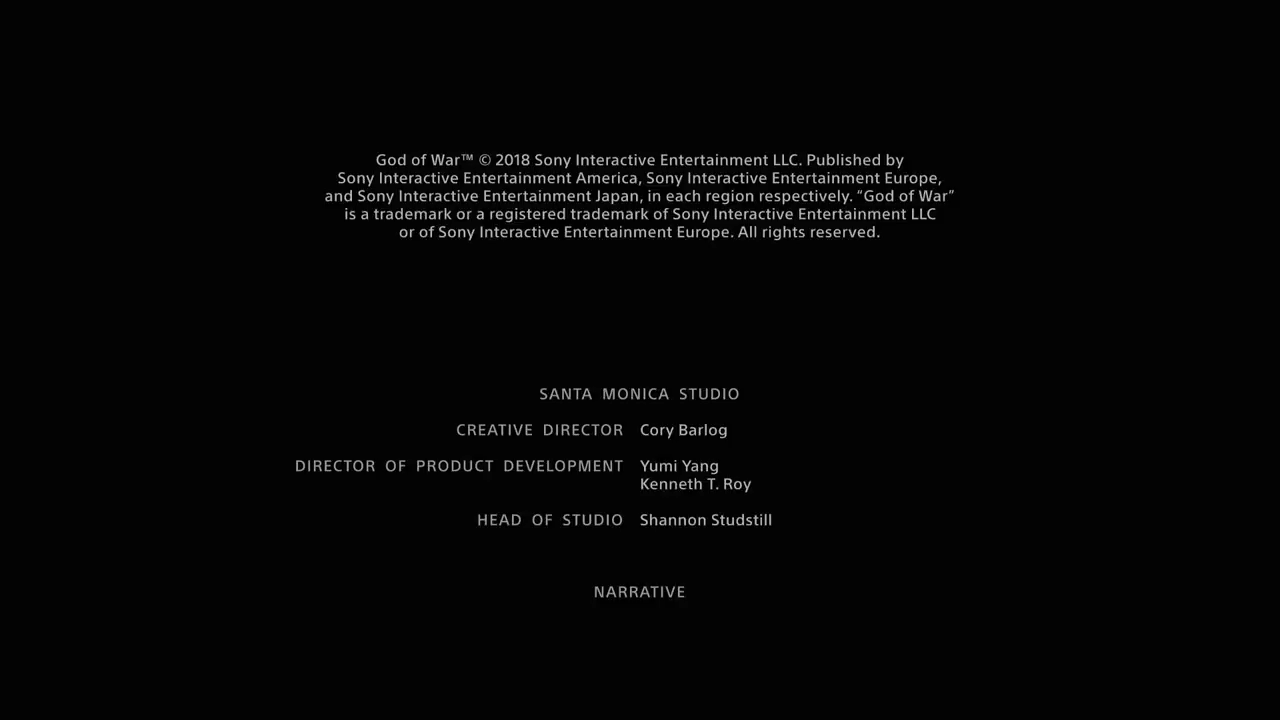 God of War™ © 2018 Sony Interactive Entertainment LLC. Published by
Sony Interactive Entertainment America, Sony Interactive Entertainment Europe,
and Sony Interactive Entertainment Japan, in each region respectively. “God of War”
is a trademark or a registered trademark of Sony Interactive Entertainment LLC
or of Sony Interactive Entertainment Europe. All rights reserved.
SANTA MONICA STUDIO
CREATIVE DIRECTOR Cory Barlog
DIRECTOR OF PRODUCT DEVELOPMENT Yumi Yang
Kenneth T. Roy
HEAD OF STUDIO Shannon Studstill
NARRATIVE